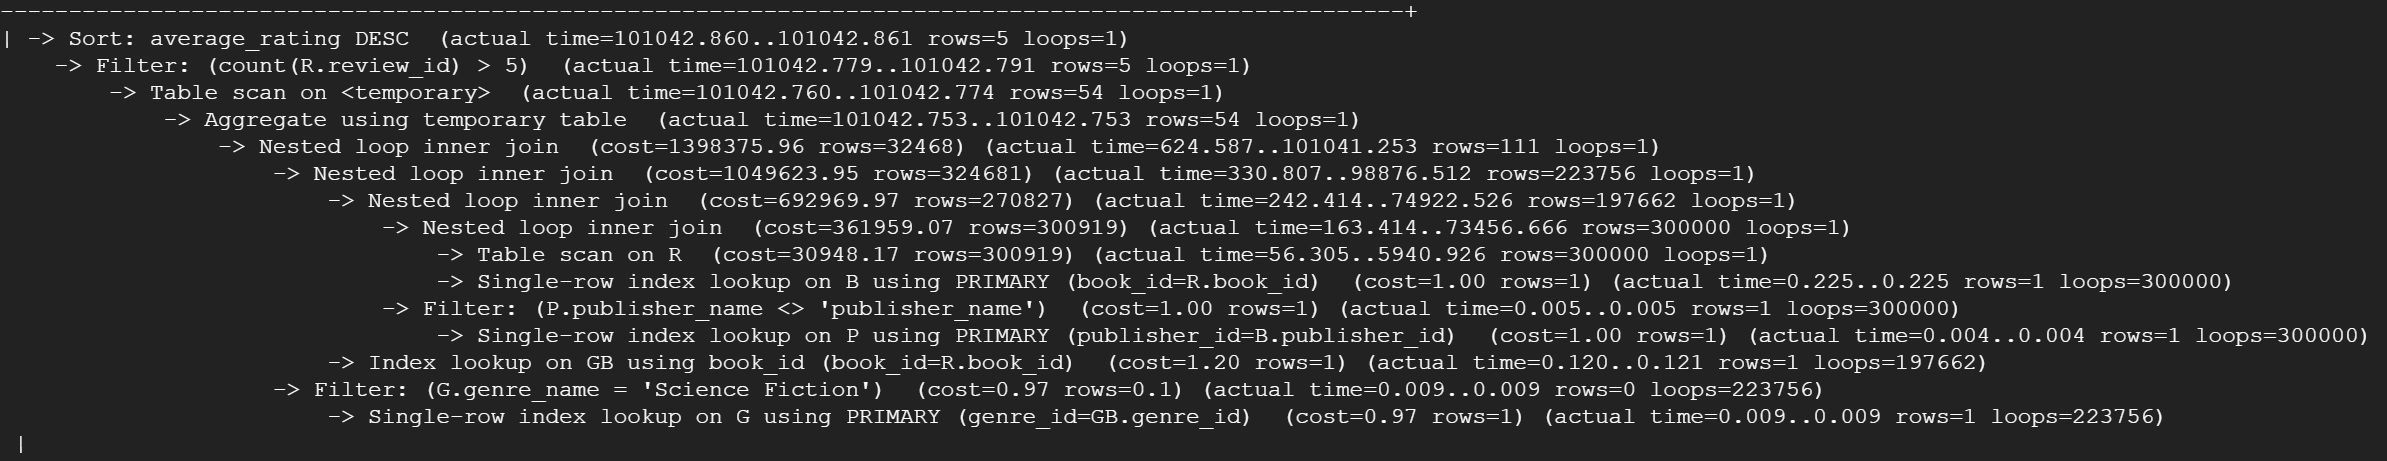 --------------------------------------------------------------------------------------------------------+
| -> Sort: average_rating DESC  (actual time=101042.860..101042.861 rows=5 loops=1)
    -> Filter: (count(R.review_id) > 5)  (actual time=101042.779..101042.791 rows=5 loops=1)
        -> Table scan on <temporary>  (actual time=101042.760..101042.774 rows=54 loops=1)
            -> Aggregate using temporary table  (actual time=101042.753..101042.753 rows=54 loops=1)
                -> Nested loop inner join  (cost=1398375.96 rows=32468) (actual time=624.587..101041.253 rows=111 loops=1)
                    -> Nested loop inner join  (cost=1049623.95 rows=324681) (actual time=330.807..98876.512 rows=223756 loops=1)
                        -> Nested loop inner join  (cost=692969.97 rows=270827) (actual time=242.414..74922.526 rows=197662 loops=1)
                            -> Nested loop inner join  (cost=361959.07 rows=300919) (actual time=163.414..73456.666 rows=300000 loops=1)
                                -> Table scan on R  (cost=30948.17 rows=300919) (actual time=56.305..5940.926 rows=300000 loops=1)
                                -> Single-row index lookup on B using PRIMARY (book_id=R.book_id)  (cost=1.00 rows=1) (actual time=0.225..0.225 rows=1 loops=300000)
                            -> Filter: (P.publisher_name <> 'publisher_name')  (cost=1.00 rows=1) (actual time=0.005..0.005 rows=1 loops=300000)
                                -> Single-row index lookup on P using PRIMARY (publisher_id=B.publisher_id)  (cost=1.00 rows=1) (actual time=0.004..0.004 rows=1 loops=300000)
                        -> Index lookup on GB using book_id (book_id=R.book_id)  (cost=1.20 rows=1) (actual time=0.120..0.121 rows=1 loops=197662)
                    -> Filter: (G.genre_name = 'Science Fiction')  (cost=0.97 rows=0.1) (actual time=0.009..0.009 rows=0 loops=223756)
                        -> Single-row index lookup on G using PRIMARY (genre_id=GB.genre_id)  (cost=0.97 rows=1) (actual time=0.009..0.009 rows=1 loops=223756)
 |